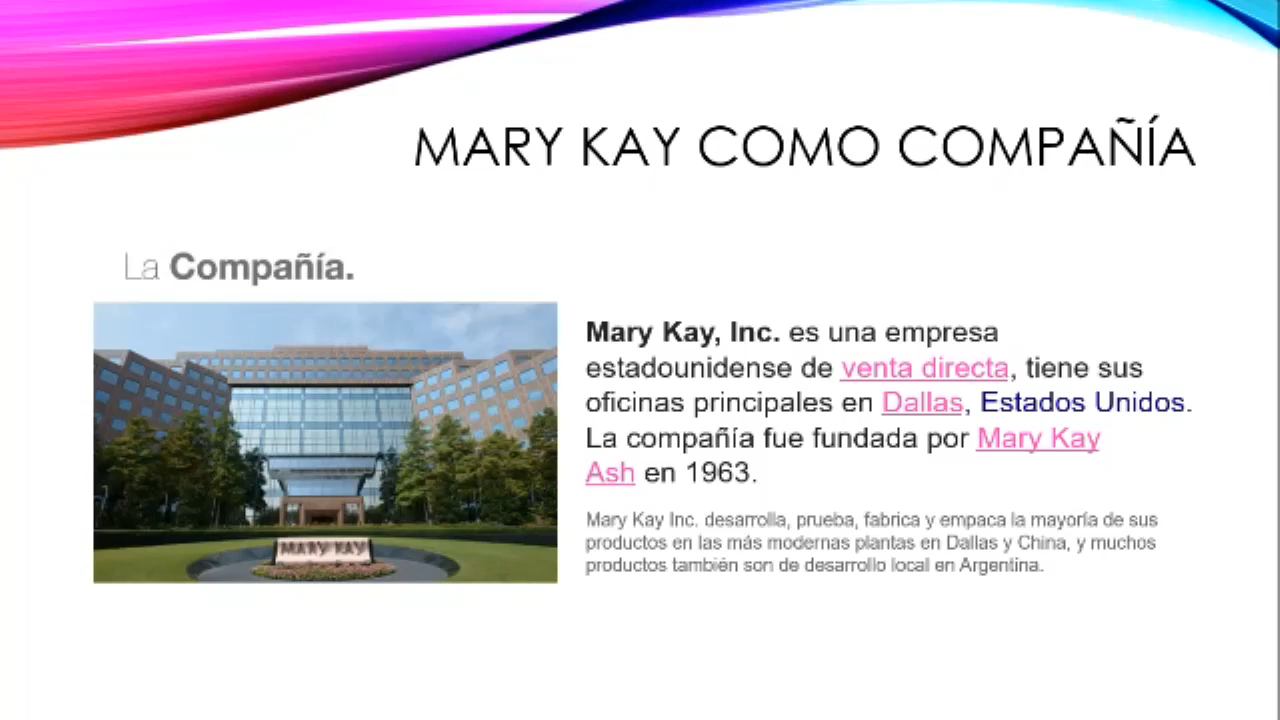 MARY KAY COMO COMPAÑÍA
La Compañía.
Mary Kay, Inc. es una empresa
estadounidense de venta directa, tiene sus
oficinas principales en Dallas, Estados Unidos.
La compañía fue fundada por Mary Kay
Ash en 1963.
Mary Kay Inc. desarrolla, prueba, fabrica y empaca la mayoría de sus
productos en las más modernas plantas en Dallas y China, y muchos
productos también son de desarrollo local en Argentina.
MARY KAY